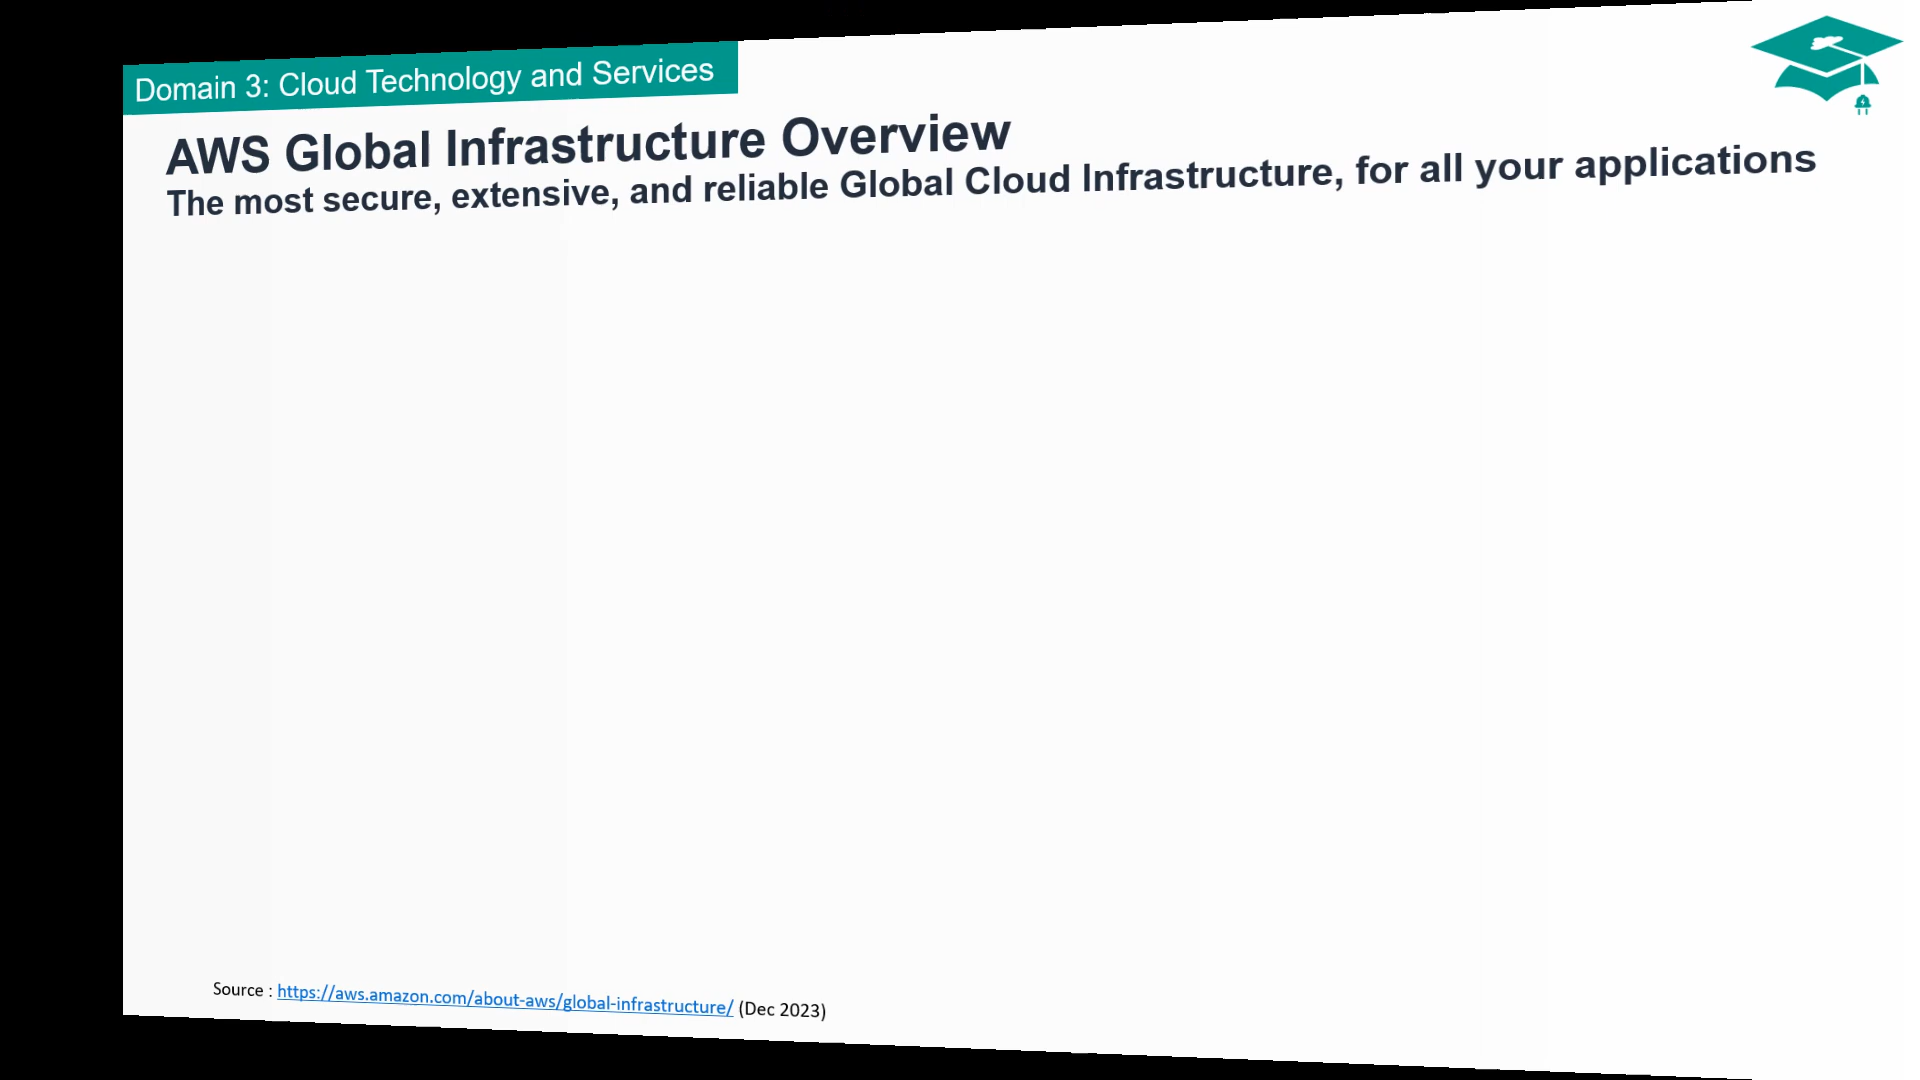 Domain 3: Cloud Technology and Services
AWS Global Infrastructure Overview
The most secure, extensive, and reliable Global Cloud Infrastructure, for all your applications
Source : https://aws.amazon.com/about-aws/global-infrastructure/ (Dec 2023)